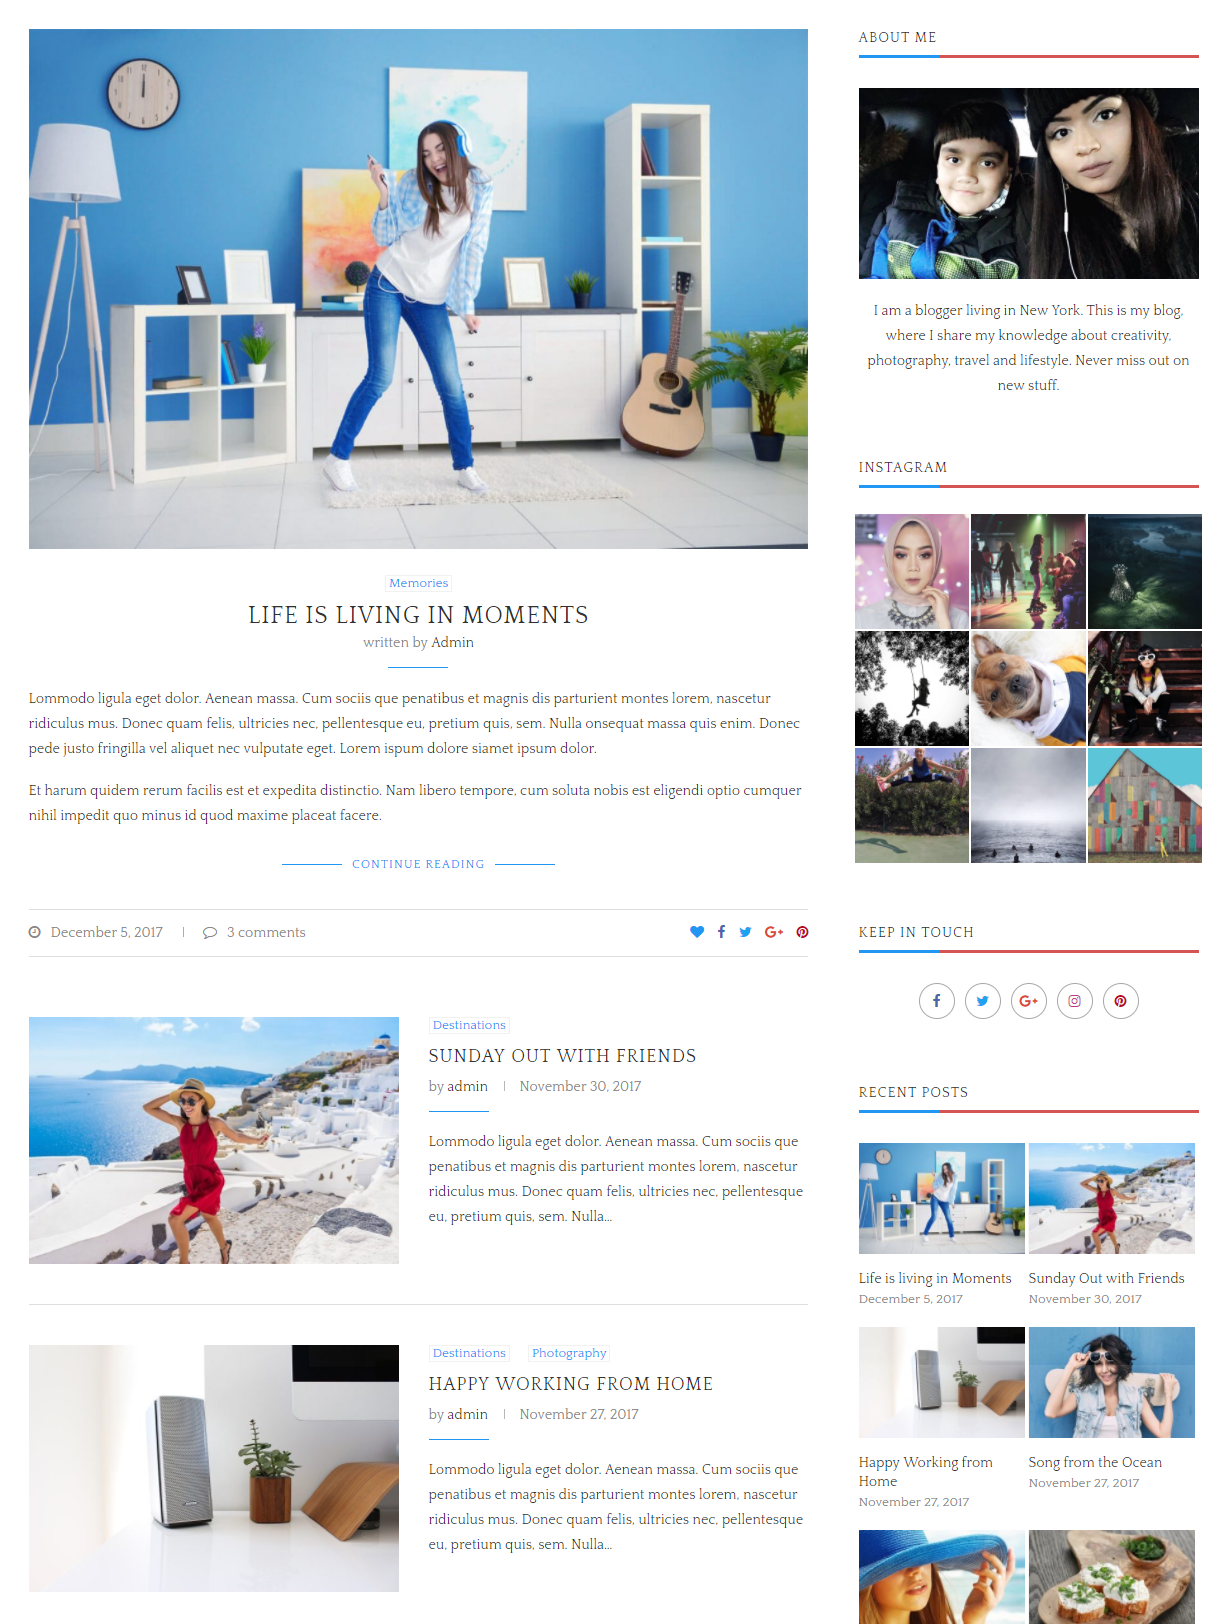 Memories
LIFE IS LIVING IN MOMENTS
written by Admin
Lommodo ligula eget dolor. Aenean massa. Cum sociis que penatibus et magnis dis parturient montes lorem, nascetur
ridiculus mus. Donec quam felis, ultricies nec, pellentesque eu, pretium quis, sem. Nulla onsequat massa quis enim. Donec
pede justo fringilla vel aliquet nec vulputate eget. Lorem ispum dolore siamet ipsum dolor.
Et harum quidem rerum facilis est et expedita distinctio. Nam libero tempore, cum soluta nobis est eligendi optio cumquer
nihil impedit quo minus id quod maxime placeat facere.
CONTINUE READING
December 5, 2017
3 comments
Destinations
SUNDAY OUT WITH FRIENDS
by admin
November 30, 2017
Lommodo ligula eget dolor. Aenean massa. Cum sociis que
penatibus et magnis dis parturient montes lorem, nascetur
ridiculus mus. Donec quam felis, ultricies nec, pellentesque
eu, pretium quis, sem. Nulla...
Destinations
Photography
HAPPY WORKING FROM HOME
by admin
November 27, 2017
Lommodo ligula eget dolor. Aenean massa. Cum sociis que
penatibus et magnis dis parturient montes lorem, nascetur
ridiculus mus. Donec quam felis, ultricies nec, pellentesque
eu, pretium quis, sem. Nulla...
ABOUT ME
I am a blogger living in New York. This is my blog,
where I share my knowledge about creativity,
photography, travel and lifestyle. Never miss out on
new stuff.
INSTAGRAM
KEEP IN TOUCH
RECENT POSTS
Life is living in Moments
December 5, 2017
Sunday Out with Friends
November 30, 2017
Happy Working from
Home
November 27, 2017
Song from the Ocean
November 27, 2017